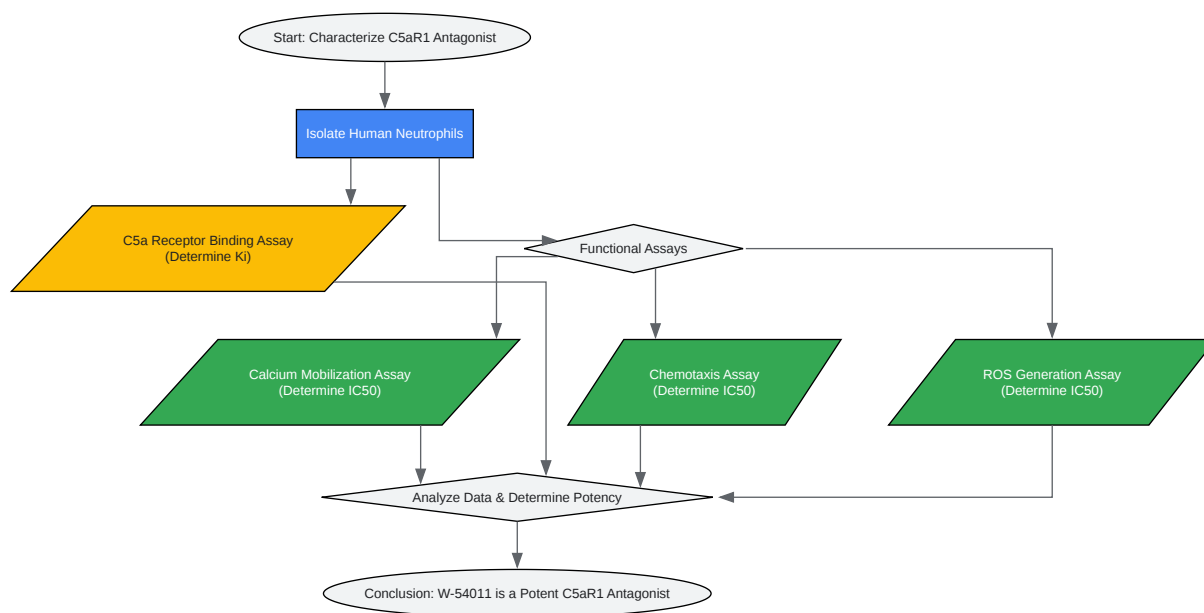 Start: Characterize C5aR1 Antagonist
Isolate Human Neutrophils
C5a Receptor Binding Assay
(Determine Ki)
Functional Assays
Calcium Mobilization Assay
(Determine IC50)
Chemotaxis Assay
(Determine IC50)
ROS Generation Assay
(Determine IC50)
Analyze Data & Determine Potency
Conclusion: W-54011 is a Potent C5aR1 Antagonist